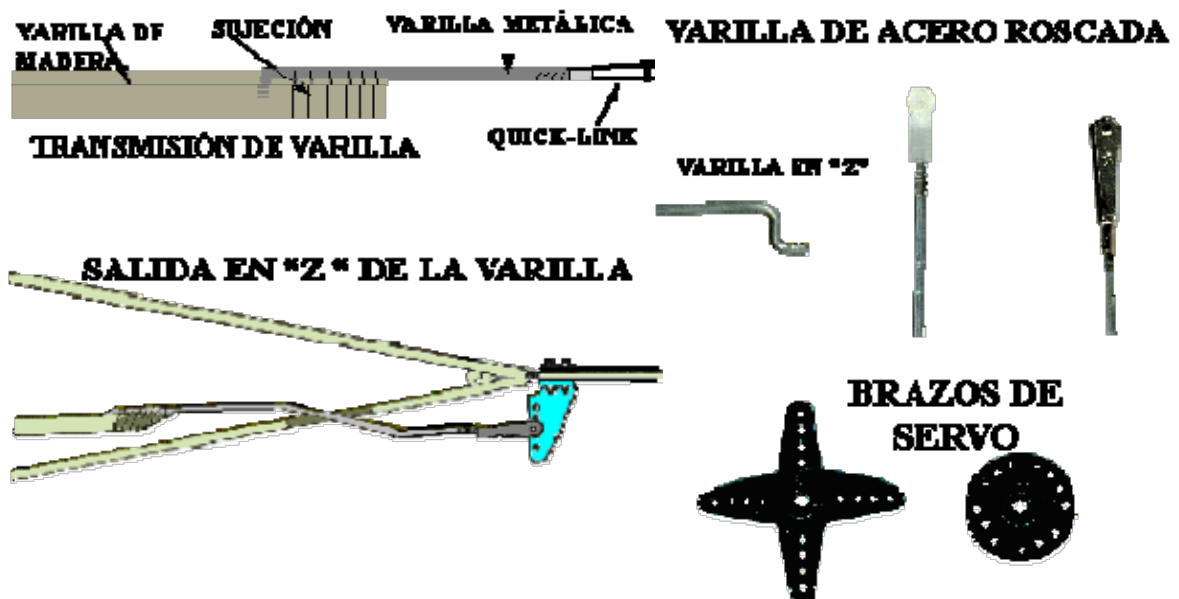 VARILLA DE MADERA
SUJECIÓN
VARILLA METÁLICA
QUICK-LINK
TRANSMISIÓN DE VARILLA
SALIDA EN "Z" DE LA VARILLA
VARILLA DE ACERO ROSCADA
VARILLA EN "Z"
BRAZOS DE
SERVO